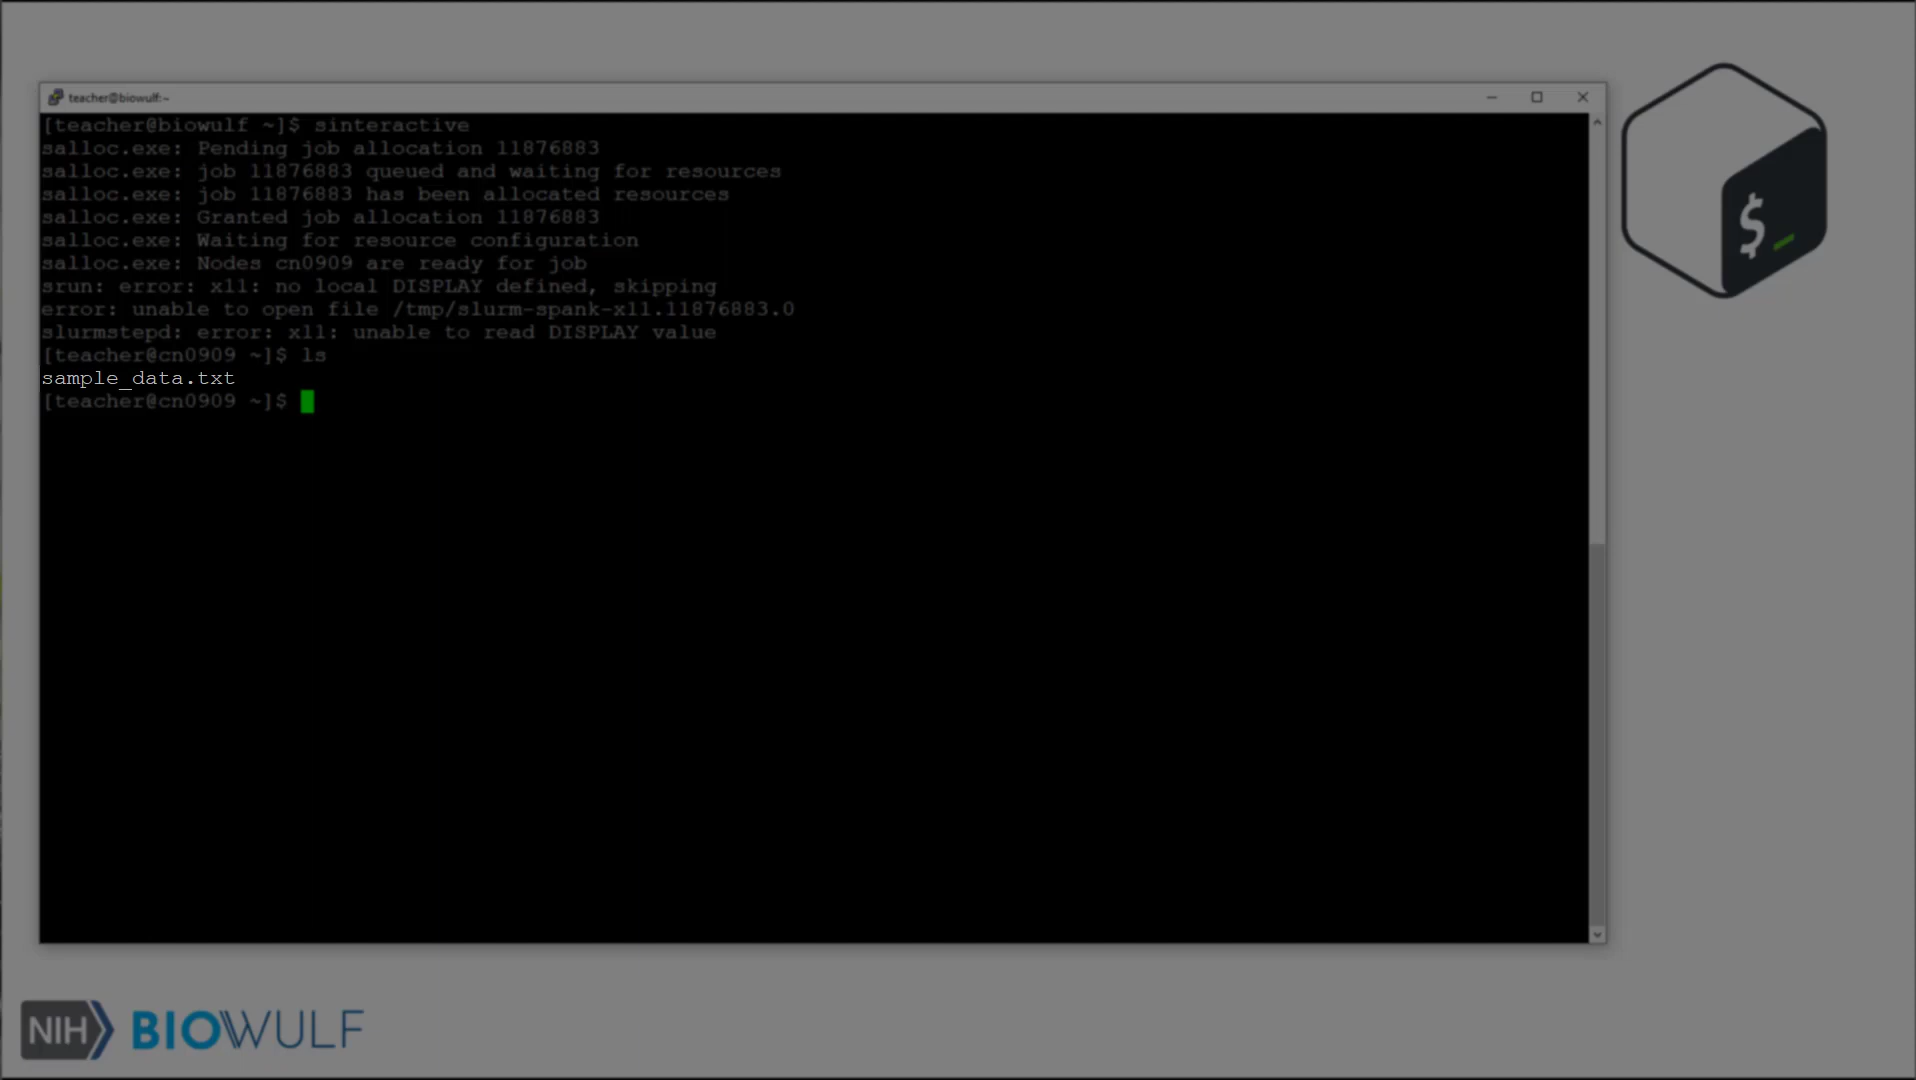 teacher@biowulf:~
[teacher@biowulf ~]$ sinteractive
salloc.exe: Pending job allocation 11876883
salloc.exe: job 11876883 queued and waiting for resources
salloc.exe: job 11876883 has been allocated resources
salloc.exe: Granted job allocation 11876883
salloc.exe: Waiting for resource configuration
salloc.exe: Nodes cn0909 are ready for job
srun: error: x11: no local DISPLAY defined, skipping
error: unable to open file /tmp/slurm-spank-x11.11876883.0
slurmstepd: error: x11: unable to read DISPLAY value
[teacher@cn0909 ~]$ ls
sample_data.txt
[teacher@cn0909 ~]$
$_
NIH BIOWULF